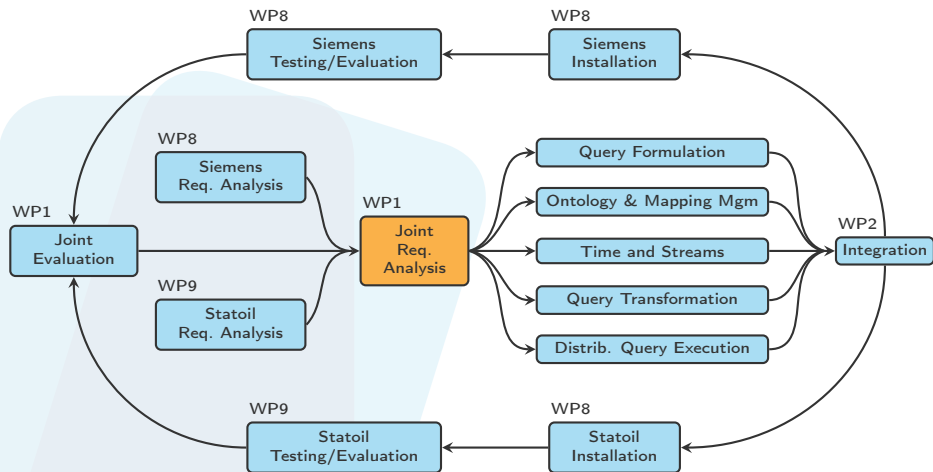 WP8
Siemens
Testing/Evaluation
WP8
Siemens
Installation
WP8
Siemens
Req. Analysis
WP1
Joint
Evaluation
WP9
Statoil
Req. Analysis
WP1
Joint
Req.
Analysis
Query Formulation
Ontology & Mapping Mgm
Time and Streams
Query Transformation
Distrib. Query Execution
WP2
Integration
WP9
Statoil
Testing/Evaluation
WP8
Statoil
Installation